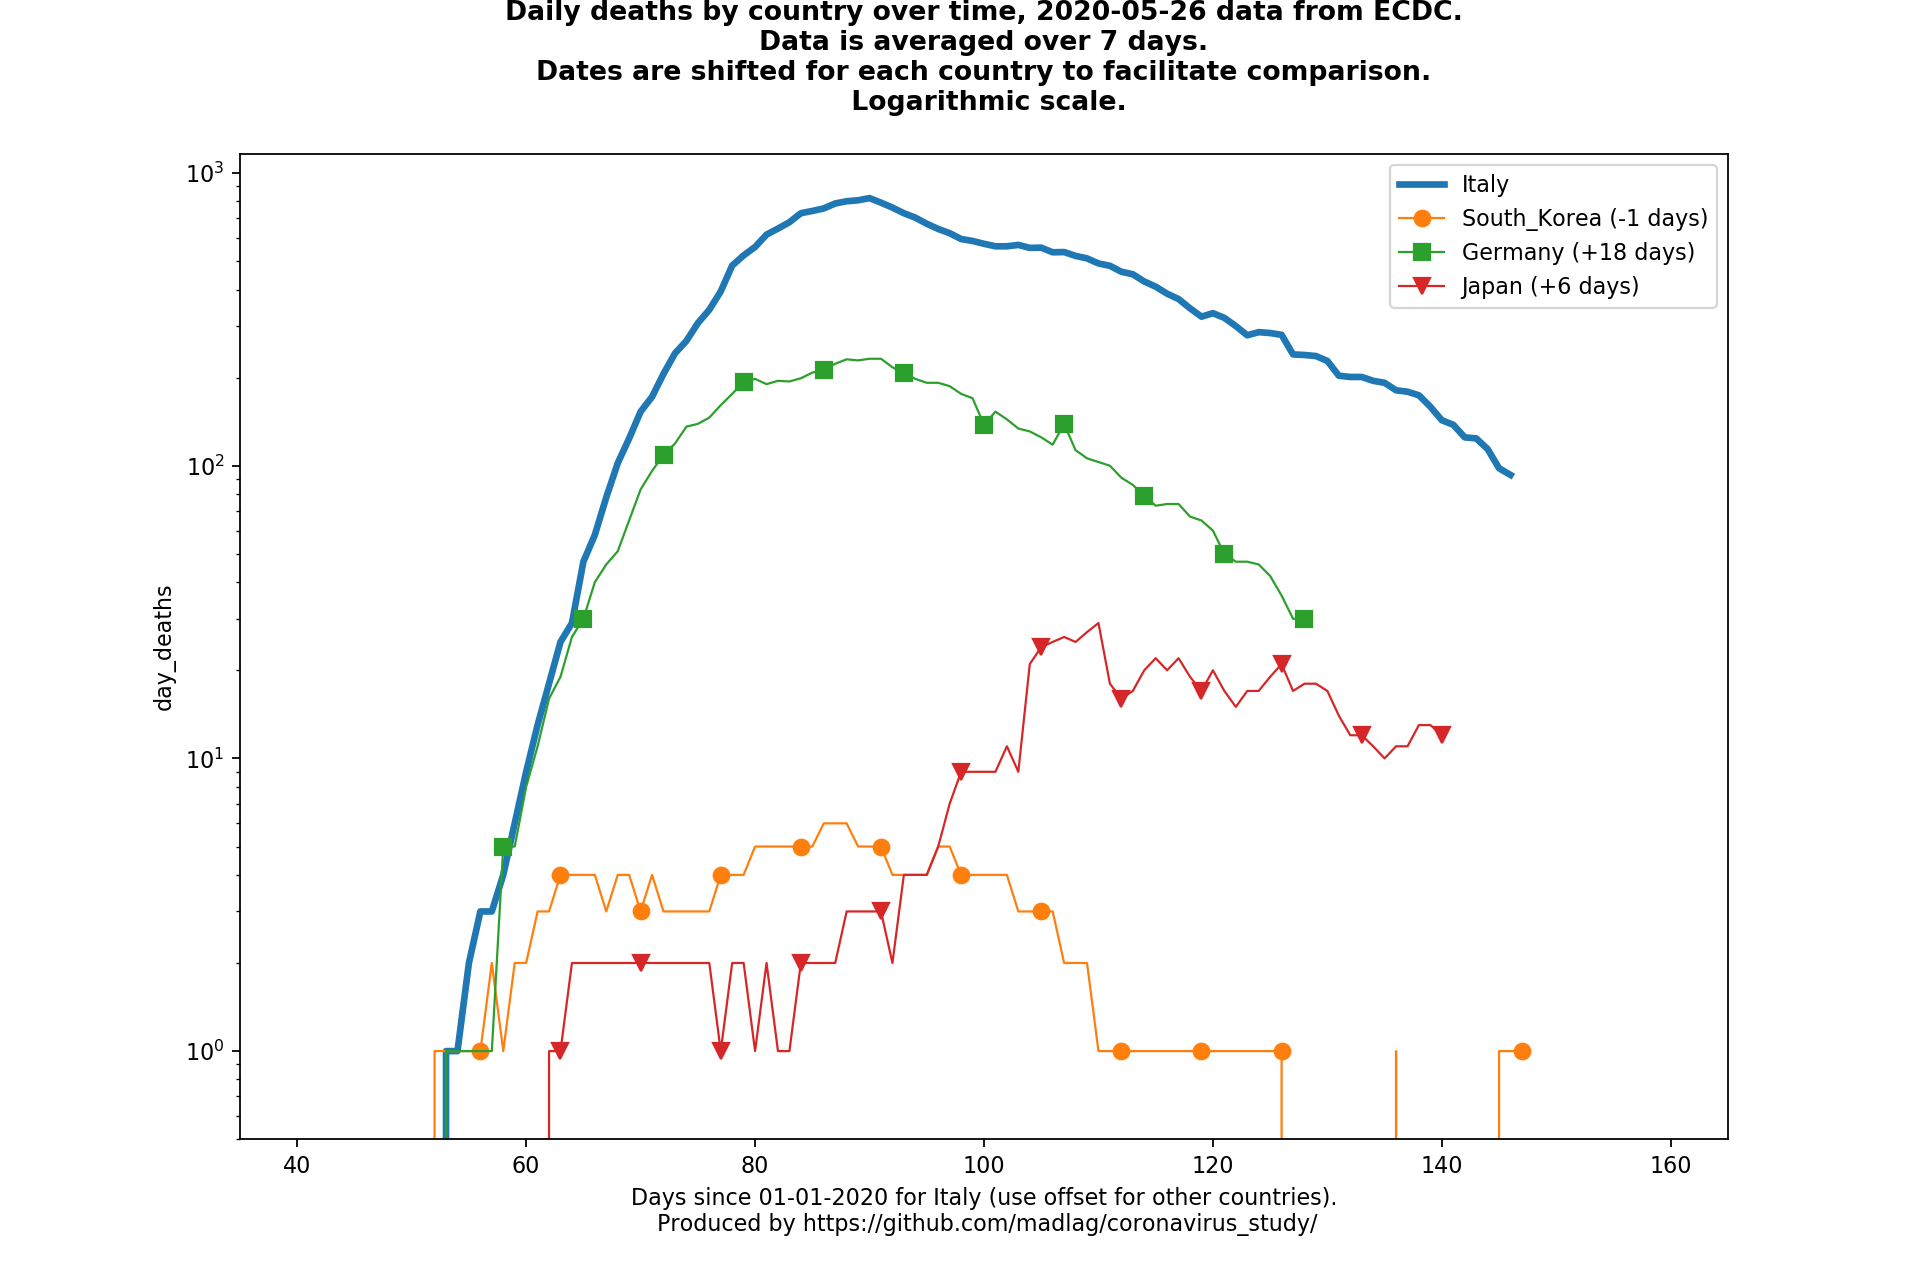 Daily deaths by country over time, 2020-05-26 data from ECDC.
Data is averaged over 7 days.
Dates are shifted for each country to facilitate comparison.
Logarithmic scale.
10³
10²
10¹
10⁰
day_deaths
Italy
South_Korea (-1 days)
Germany (+18 days)
Japan (+6 days)
40 60 80 100 120 140 160
Days since 01-01-2020 for Italy (use offset for other countries).
Produced by https://github.com/madlag/coronavirus_study/